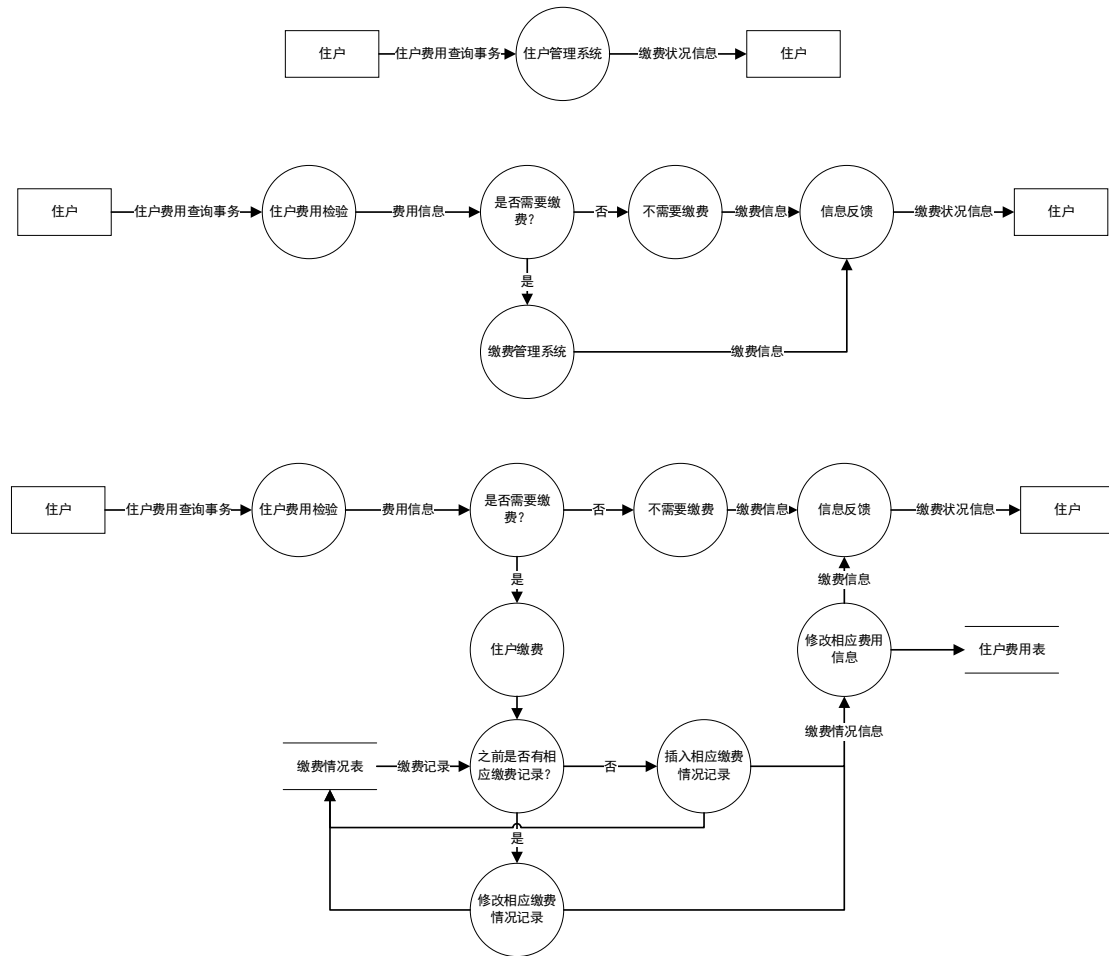 住户
住户费用查询事务
住户管理系统
缴费状况信息
住户
住户
住户费用查询事务
住户费用检验
费用信息
是否需要缴
费？
否
不需要缴费
缴费信息
信息反馈
缴费状况信息
住户
是
缴费管理系统
缴费信息
住户
住户费用查询事务
住户费用检验
费用信息
是否需要缴
费？
否
不需要缴费
缴费信息
信息反馈
缴费状况信息
住户
是
缴费信息
住户缴费
修改相应费用
信息
住户费用表
缴费情况信息
缴费情况表
缴费记录
之前是否有相
应缴费记录？
否
插入相应缴费
情况记录
是
修改相应缴费
情况记录